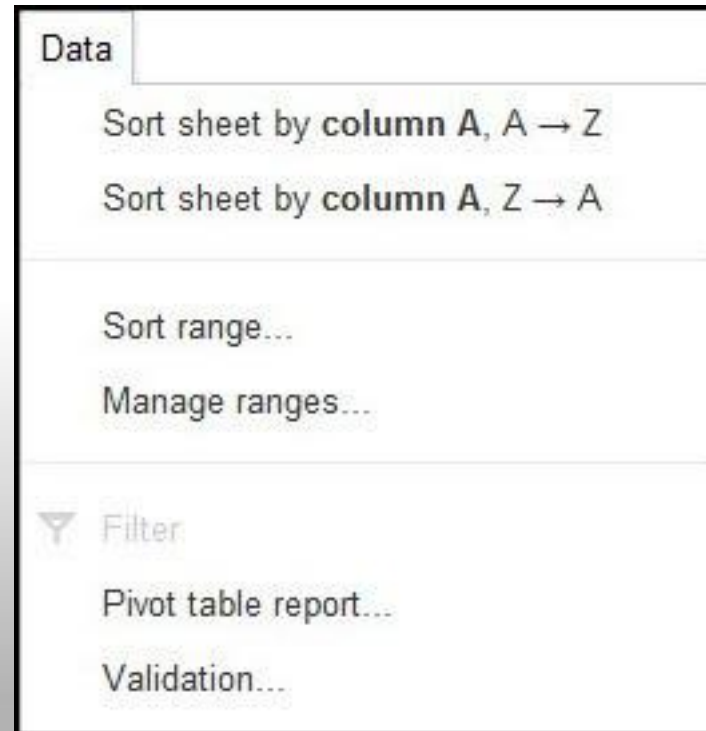 Data
Sort sheet by column A, A → Z
Sort sheet by column A, Z → A
Sort range...
Manage ranges...
Filter
Pivot table report...
Validation...